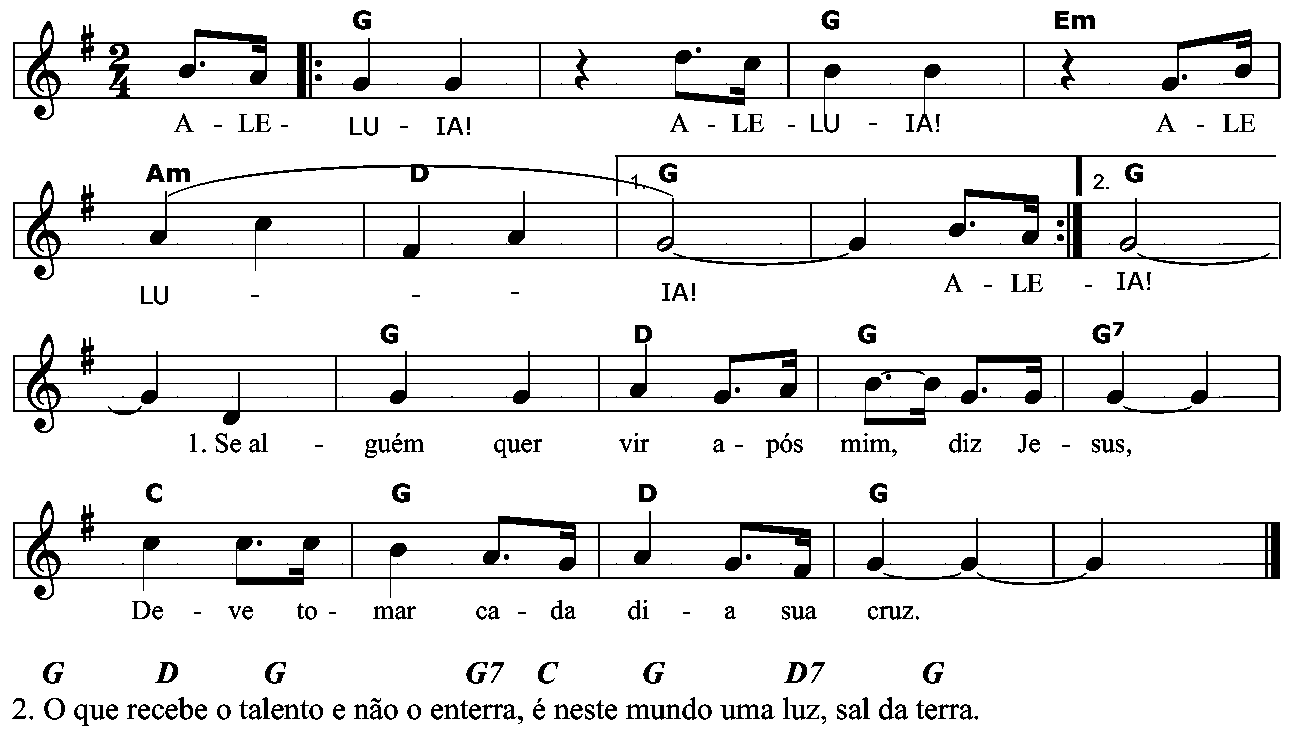 G G Em
2/4
A - LE - LU - IA! A - LE - LU - IA! A - LE
Am D 1. G 2. G
LU - - - IA! A - LE - IA!
G D G G7
1. Se al - guém quer vir a - pós mim, diz Je - sus,
C G D G
De - ve to - mar ca - da di - a sua cruz.
G D G G7 C G D7 G
2. O que recebe o talento e não o enterra, é neste mundo uma luz, sal da terra.